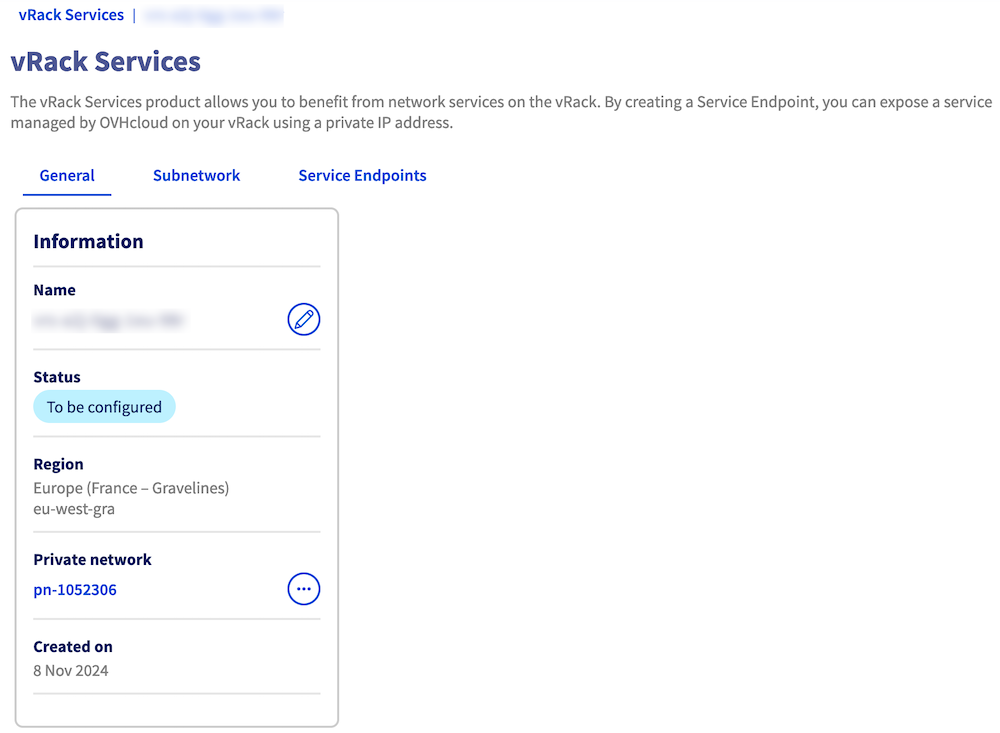 vRack Services |
vRack Services
The vRack Services product allows you to benefit from network services on the vRack. By creating a Service Endpoint, you can expose a service
managed by OVHcloud on your vRack using a private IP address.
General Subnetwork Service Endpoints
Information
Name
Status
To be configured
Region
Europe (France – Gravelines)
eu-west-gra
Private network
pn-1052306
Created on
8 Nov 2024